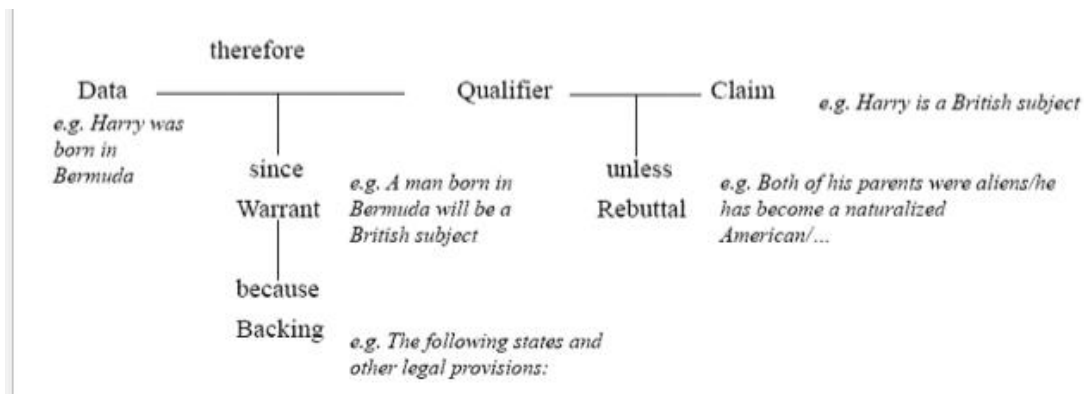 therefore
Data
Qualifier
Claim
e.g. Harry is a British subject
e.g. Harry was
born in
Bermuda
since
Warrant
e.g. A man born in
Bermuda will be a
British subject
unless
Rebuttal
e.g. Both of his parents were aliens/he
has become a naturalized
American/...
because
Backing
e.g. The following states and
other legal provisions: